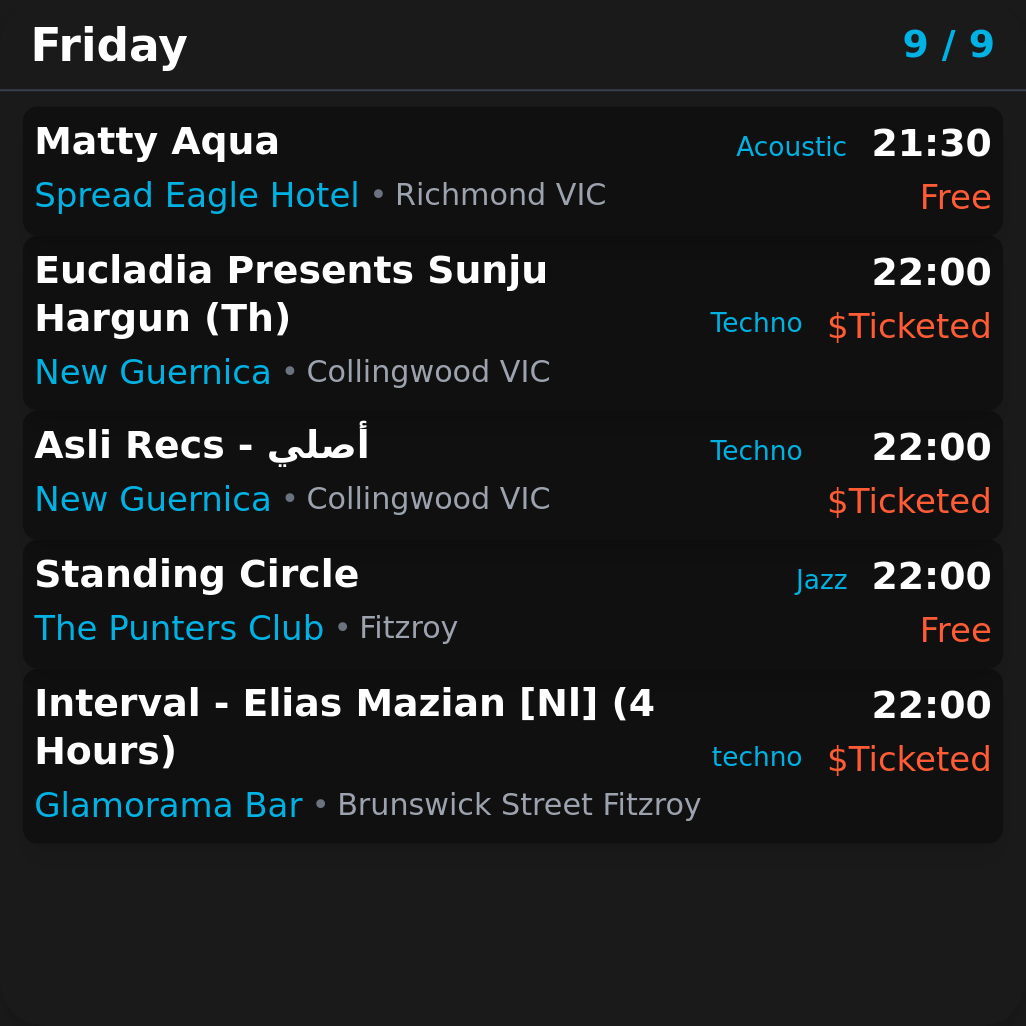 Friday 9 / 9
Matty Aqua Acoustic 21:30
Spread Eagle Hotel • Richmond VIC Free
Eucladia Presents Sunju 22:00
Hargun (Th) Techno $Ticketed
New Guernica • Collingwood VIC
Asli Recs - أصلي Techno 22:00
New Guernica • Collingwood VIC $Ticketed
Standing Circle Jazz 22:00
The Punters Club • Fitzroy Free
Interval - Elias Mazian [Nl] (4 22:00
Hours) techno $Ticketed
Glamorama Bar • Brunswick Street Fitzroy